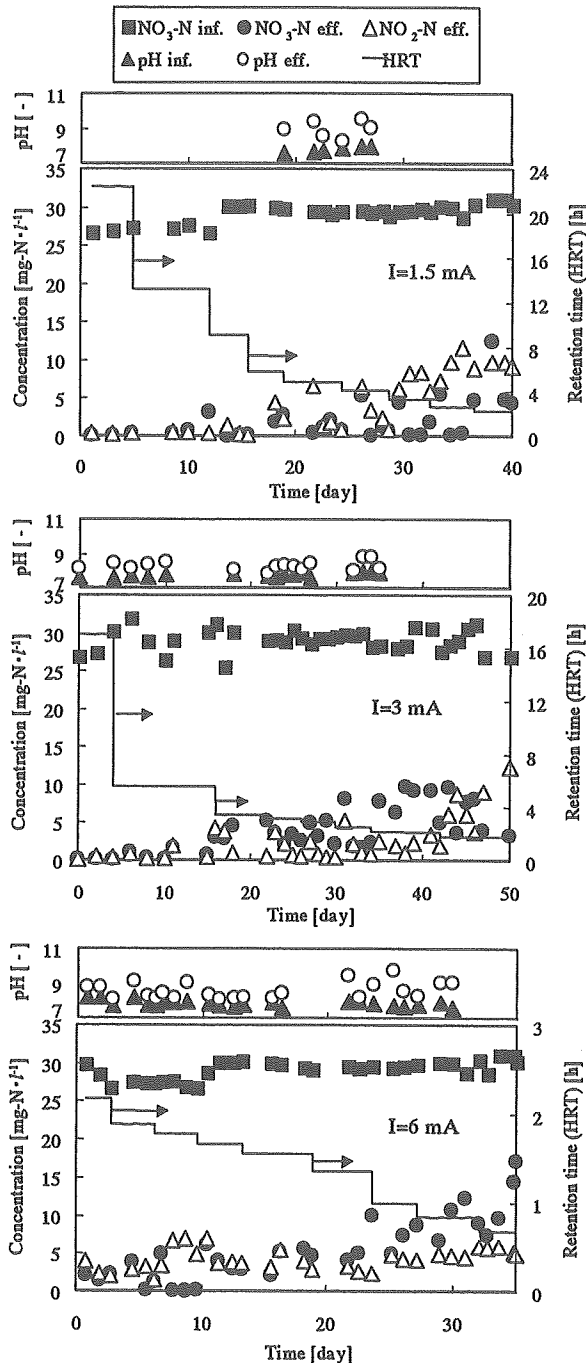 NO₃-N inf. NO₃-N eff. NO₂-N eff.
pH inf. pH eff. HRT
11
9
7
pH [ - ]
35
30
25
20
15
10
5
0
Concentration [mg-N・l⁻¹]
24
20
16
12
8
4
0
Retention time (HRT) [h]
I=1.5 mA
0 10 20 30 40
Time [day]
11
9
7
pH [ - ]
35
30
25
20
15
10
5
0
Concentration [mg-N・l⁻¹]
20
16
12
8
4
0
Retention time (HRT) [h]
I=3 mA
0 10 20 30 40 50
Time [day]
11
9
7
pH [ - ]
35
30
25
20
15
10
5
0
Concentration [mg-N・l⁻¹]
3
2
1
0
Retention time (HRT) [h]
I=6 mA
0 10 20 30
Time [day]